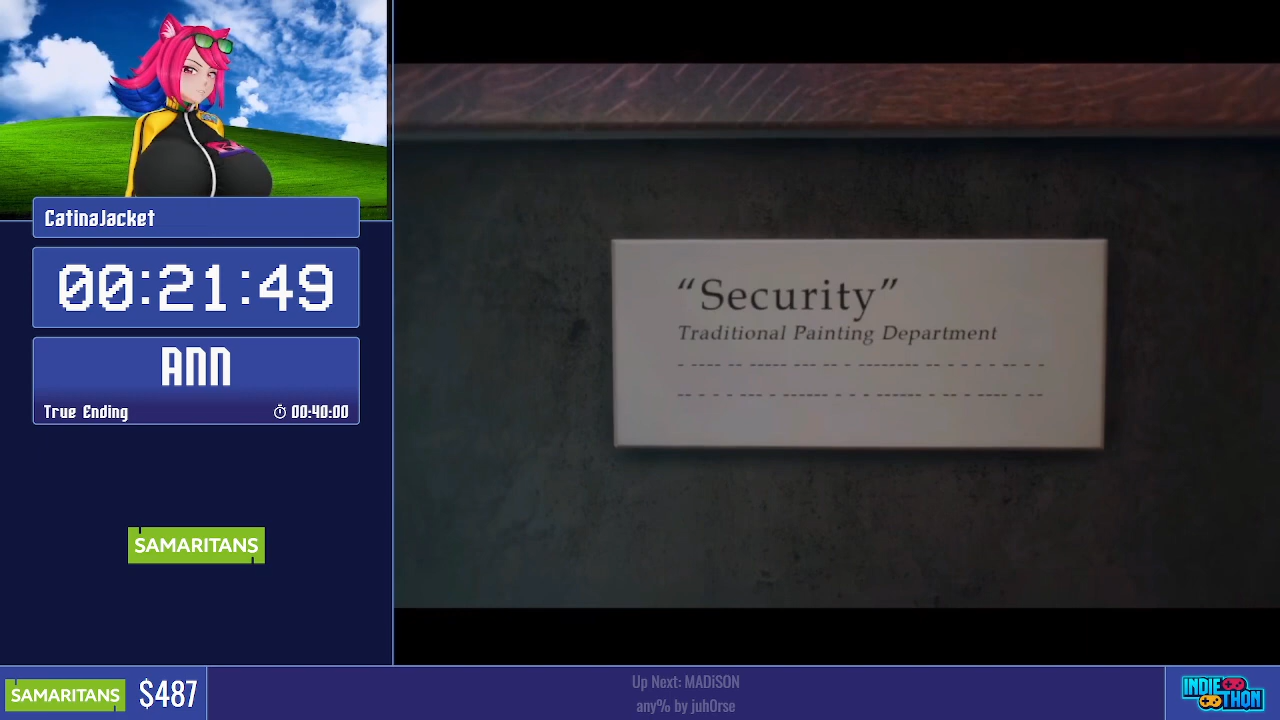 CatinaJacket
00:21:49
ANN
True Ending
00:40:00
SAMARITANS
"Security"
Traditional Painting Department
SAMARITANS
$487
Up Next: MADiSON
any% by juh0rse
INDIE
THON